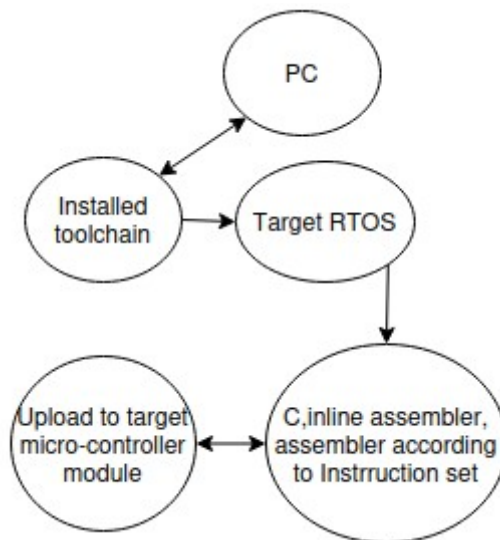 PC
Installed
toolchain
Target RTOS
C,inline assembler,
assembler according
to Instrruction set
Upload to target
micro-controller
module